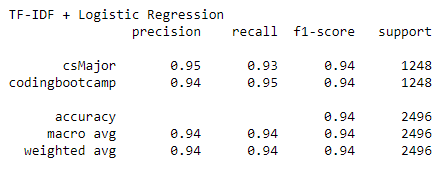 TF-IDF + Logistic Regression
precision recall f1-score support
csMajor 0.95 0.93 0.94 1248
codingbootcamp 0.94 0.95 0.94 1248
accuracy 0.94 2496
macro avg 0.94 0.94 0.94 2496
weighted avg 0.94 0.94 0.94 2496